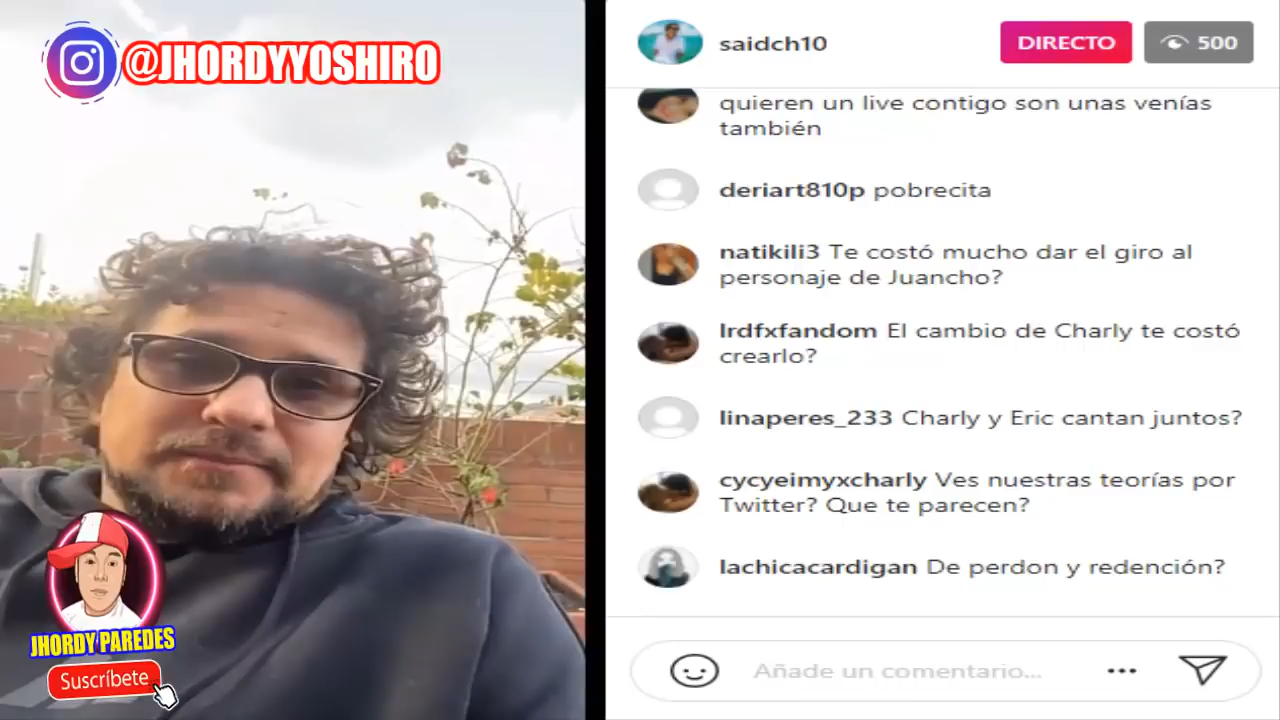 @JHORDYYOSHIRO
JHORDY PAREDES
Suscríbete
saidch10
DIRECTO
500
quieren un live contigo son unas venías
también
deriart810p pobrecita
natikili3 Te costó mucho dar el giro al
personaje de Juancho?
lrdfxfandom El cambio de Charly te costó
crearlo?
linaperes_233 Charly y Eric cantan juntos?
cycyeimyxcharly Ves nuestras teorías por
Twitter? Que te parecen?
lachicacardigan De perdon y redención?
Añade un comentario...